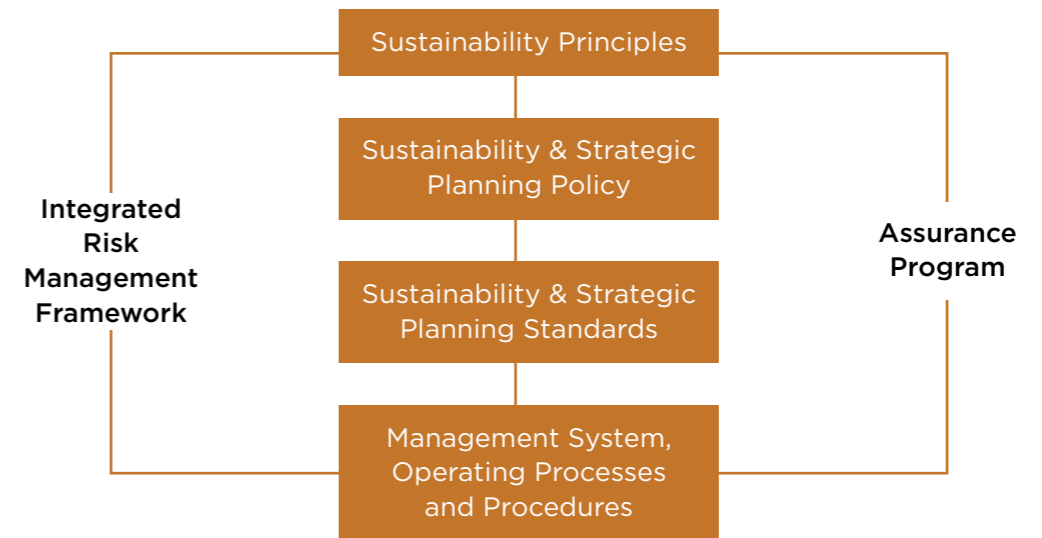 Sustainability Principles
Sustainability & Strategic
Planning Policy
Integrated
Risk
Management
Framework
Assurance
Program
Sustainability & Strategic
Planning Standards
Management System,
Operating Processes
and Procedures